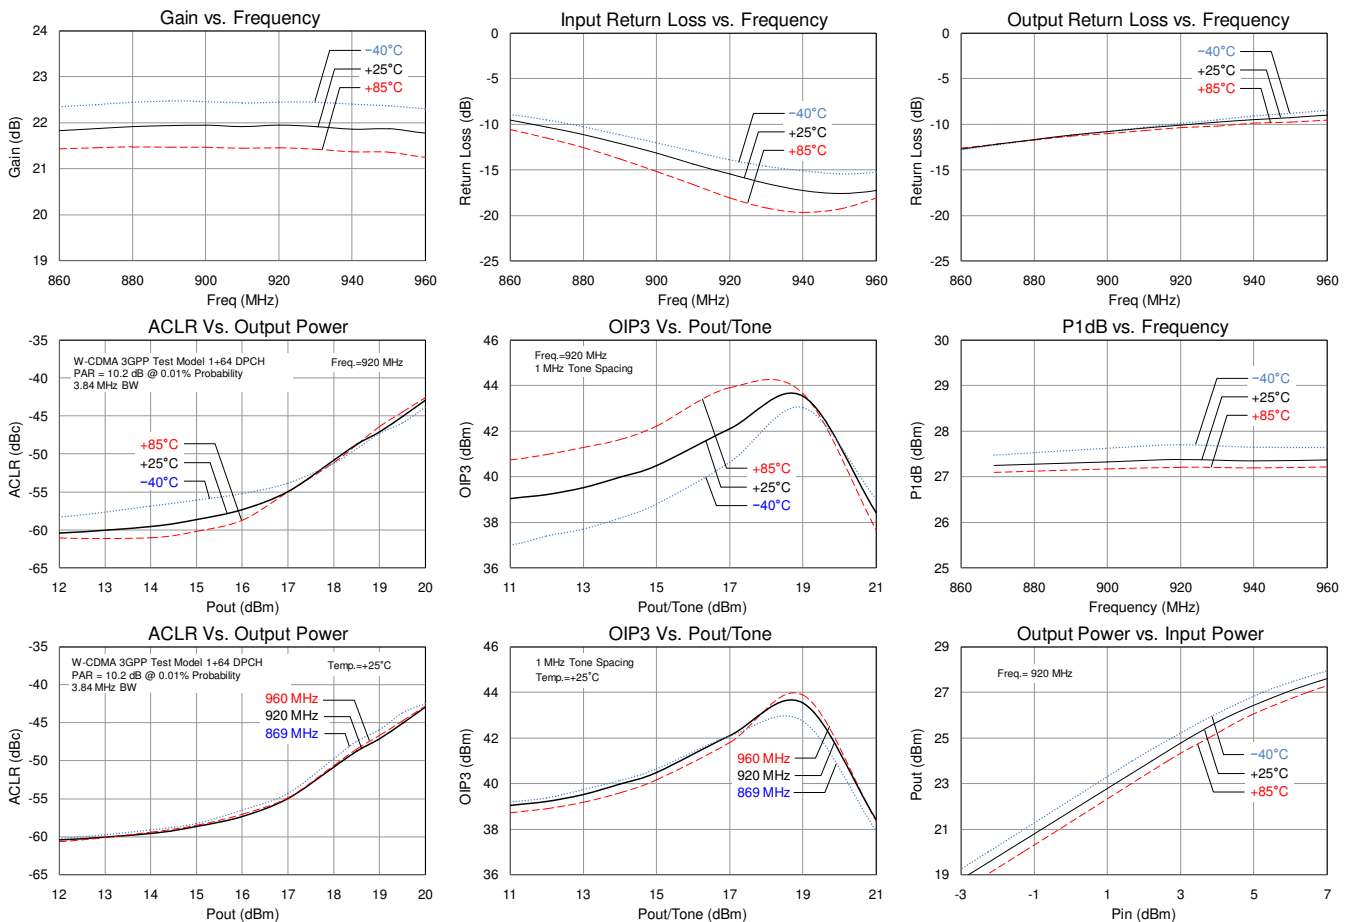 Gain vs. Frequency
24
23
22
21
20
19
Gain (dB)
−40°C
+25°C
+85°C
860
880
900
920
940
960
Freq (MHz)
Input Return Loss vs. Frequency
0
-5
-10
-15
-20
-25
Return Loss (dB)
−40°C
+25°C
+85°C
860
880
900
920
940
960
Freq (MHz)
Output Return Loss vs. Frequency
0
-5
-10
-15
-20
-25
Return Loss (dB)
−40°C
+25°C
+85°C
860
880
900
920
940
960
Freq (MHz)
ACLR Vs. Output Power
-35
-40
-45
-50
-55
-60
-65
ACLR (dBc)
W-CDMA 3GPP Test Model 1+64 DPCH
PAR = 10.2 dB @ 0.01% Probability
3.84 MHz BW
Freq.=920 MHz
+85°C
+25°C
−40°C
12
13
14
15
16
17
18
19
20
Pout (dBm)
OIP3 Vs. Pout/Tone
46
44
42
40
38
36
OIP3 (dBm)
Freq.=920 MHz
1 MHz Tone Spacing
+85°C
+25°C
−40°C
11
13
15
17
19
21
Pout/Tone (dBm)
P1dB vs. Frequency
30
29
28
27
26
25
P1dB (dBm)
−40°C
+25°C
+85°C
860
880
900
920
940
960
Frequency (MHz)
ACLR Vs. Output Power
-35
-40
-45
-50
-55
-60
-65
ACLR (dBc)
W-CDMA 3GPP Test Model 1+64 DPCH
PAR = 10.2 dB @ 0.01% Probability
3.84 MHz BW
Temp.=+25°C
960 MHz
920 MHz
869 MHz
12
13
14
15
16
17
18
19
20
Pout (dBm)
OIP3 Vs. Pout/Tone
46
44
42
40
38
36
OIP3 (dBm)
1 MHz Tone Spacing
Temp.=+25°C
960 MHz
920 MHz
869 MHz
11
13
15
17
19
21
Pout/Tone (dBm)
Output Power vs. Input Power
29
27
25
23
21
19
Pout (dBm)
Freq.= 920 MHz
−40°C
+25°C
+85°C
-3
-1
1
3
5
7
Pin (dBm)